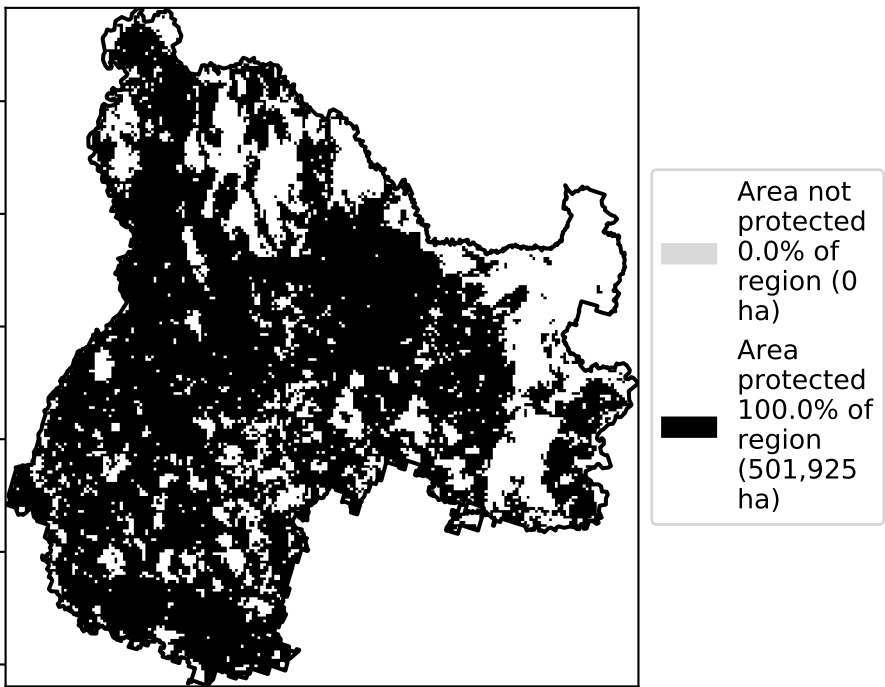 Area not
protected
0.0% of
region (0
ha)
Area
protected
100.0% of
region
(501,925
ha)